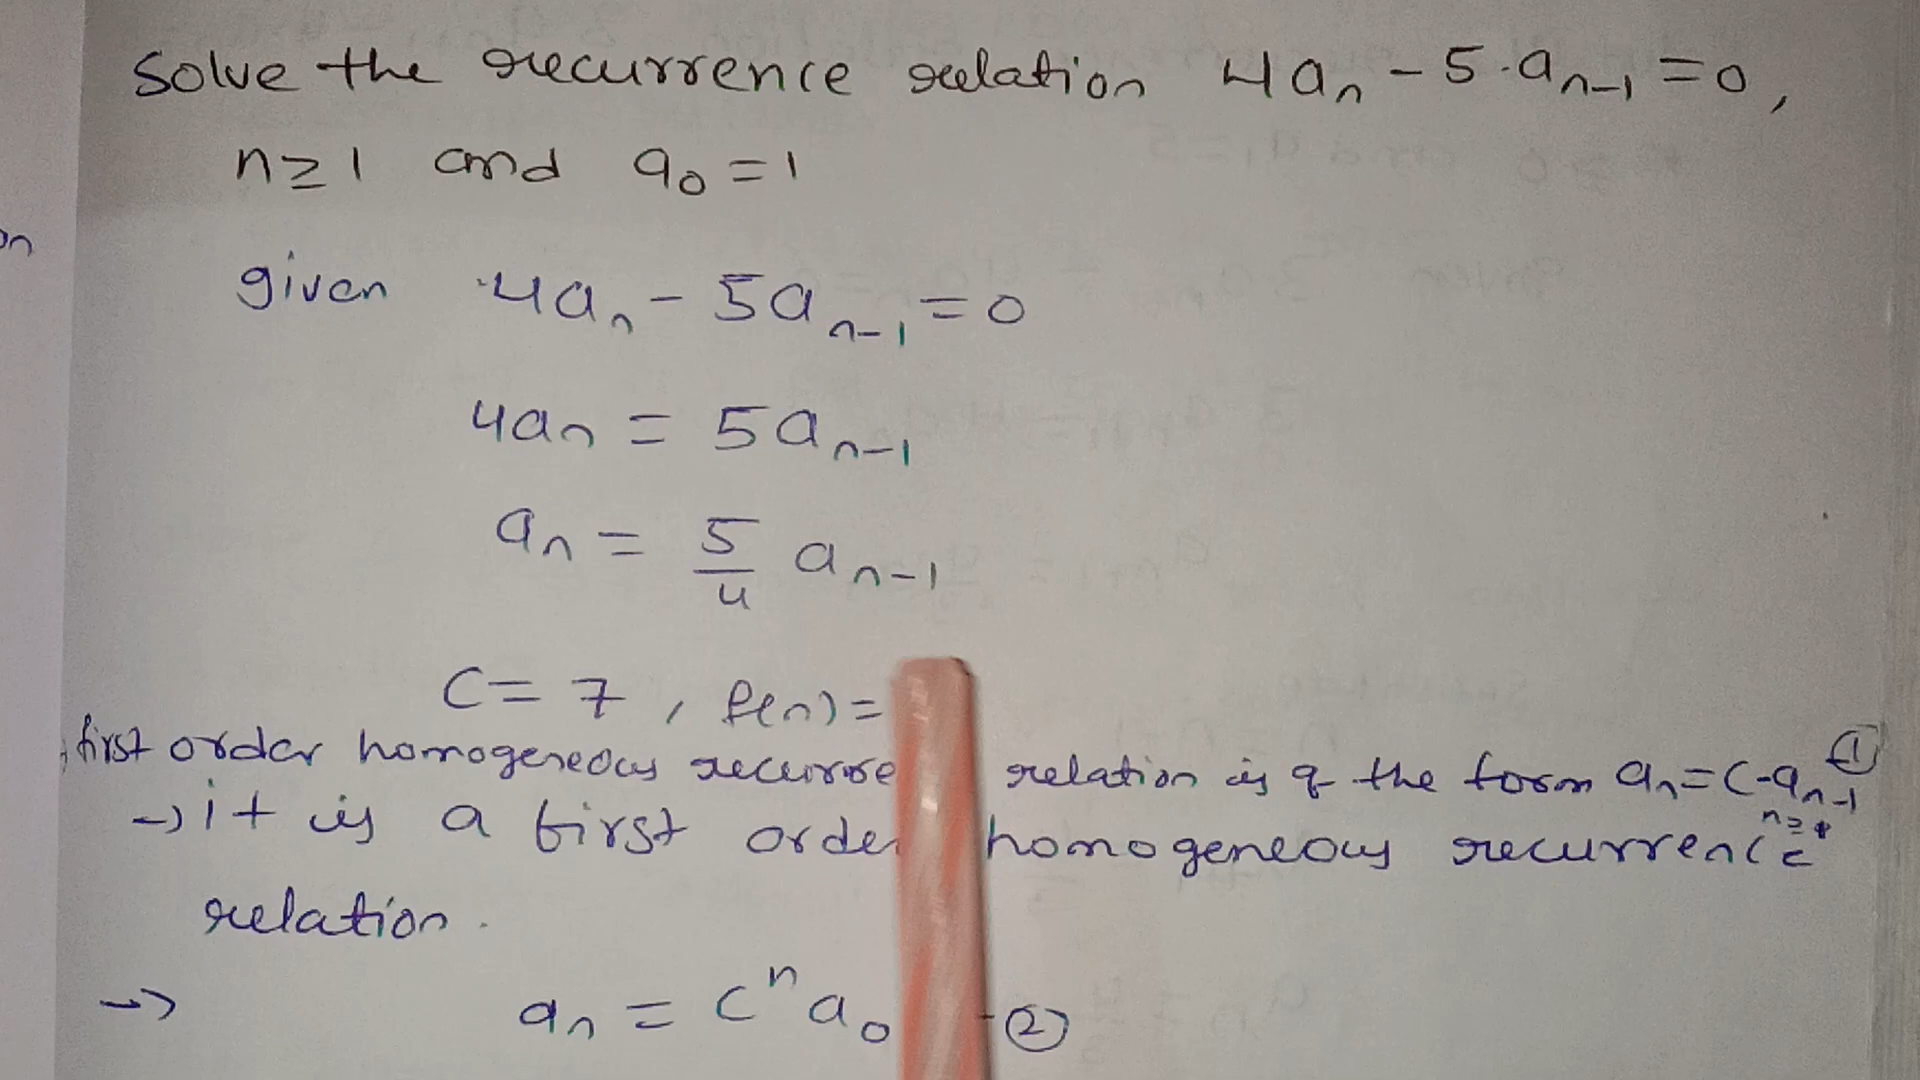 Solve the recurrence relation 4aₙ - 5·aₙ₋₁ = 0,
n ≥ 1 and a₀ = 1
on
given 4aₙ - 5aₙ₋₁ = 0
4aₙ = 5aₙ₋₁
aₙ = 5/4 aₙ₋₁
C = 7, f(n) =
first order homogeneous relation is of the form aₙ = C·aₙ₋₁ ①
n ≥
→ it is a first order homogeneous recurrence
relation.
→ aₙ = Cⁿ a₀ - ②